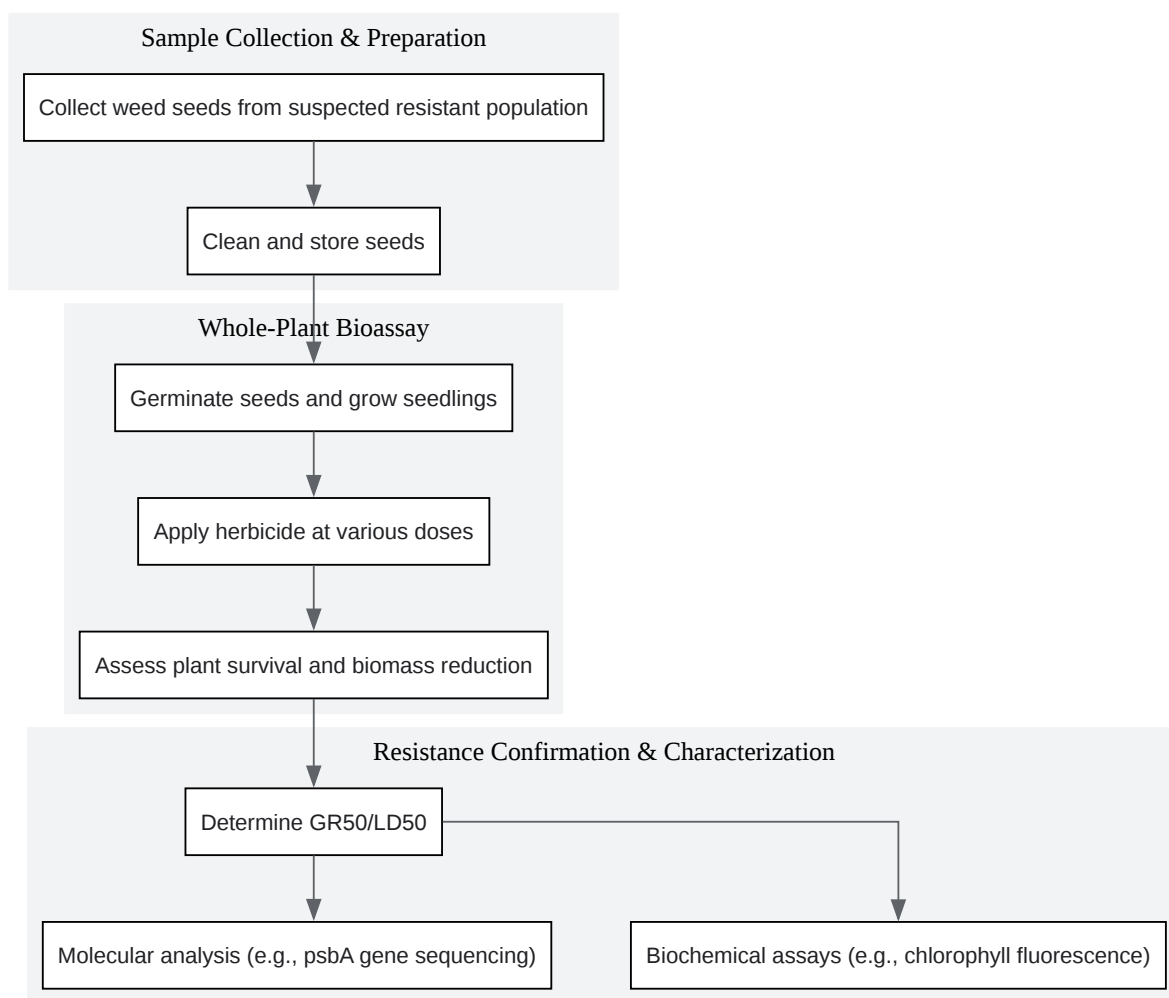 Sample Collection & Preparation
Collect weed seeds from suspected resistant population
Clean and store seeds
Whole-Plant Bioassay
Germinate seeds and grow seedlings
Apply herbicide at various doses
Assess plant survival and biomass reduction
Resistance Confirmation & Characterization
Determine GR50/LD50
Molecular analysis (e.g., psbA gene sequencing)
Biochemical assays (e.g., chlorophyll fluorescence)